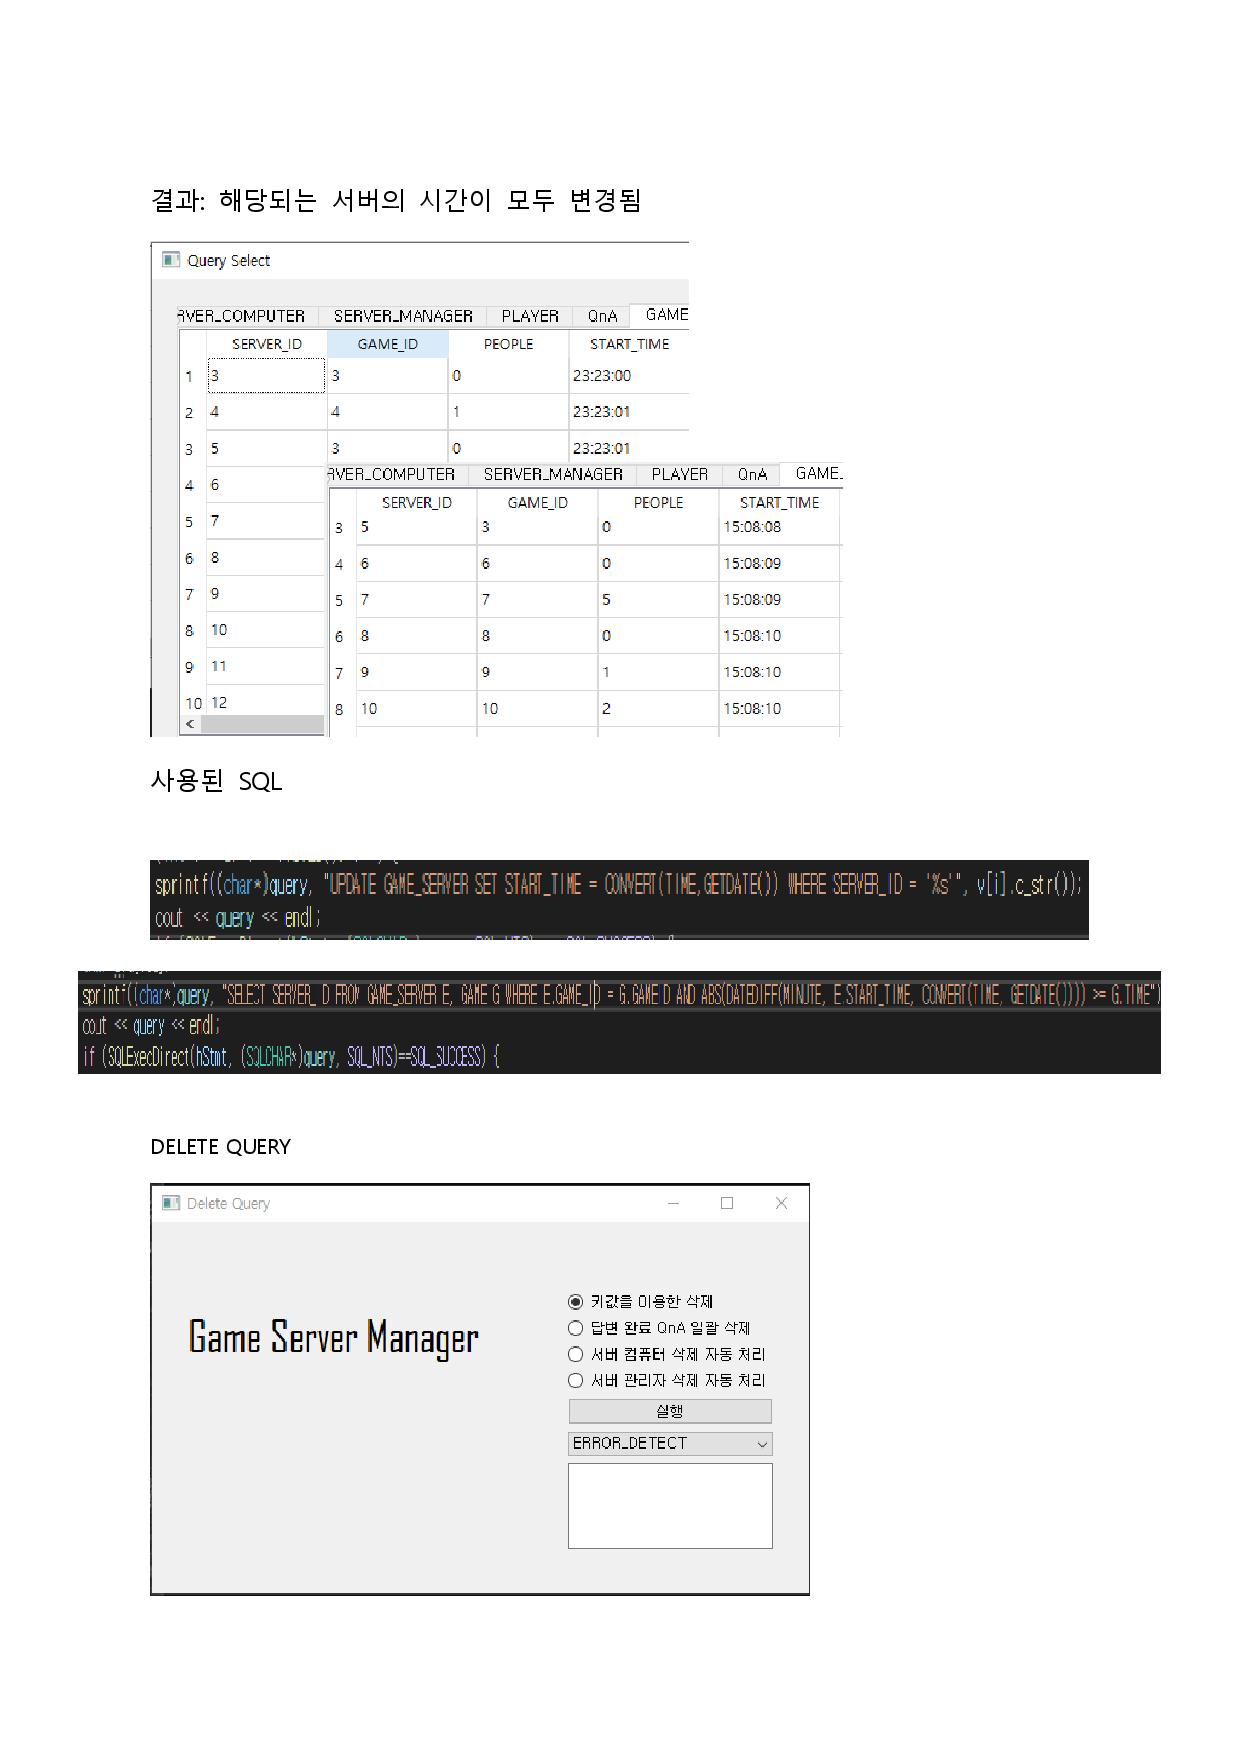 결과: 해당되는 서버의 시간이 모두 변경됨
Query Select
RVER_COMPUTER SERVER_MANAGER PLAYER QnA GAME
SERVER_ID GAME_ID PEOPLE START_TIME
1 3 3 0 23:23:00
2 4 4 1 23:23:01
3 5 3 0 23:23:01
4 6
5 7
6 8
7 9
8 10
9 11
10 12
<
RVER_COMPUTER SERVER_MANAGER PLAYER QnA GAME_
SERVER_ID GAME_ID PEOPLE START_TIME
3 5 3 0 15:08:08
4 6 6 0 15:08:09
5 7 7 5 15:08:09
6 8 8 0 15:08:10
7 9 9 1 15:08:10
8 10 10 2 15:08:10
사용된 SQL
sprintf((char*)query, "UPDATE GAME_SERVER SET START_TIME = CONVERT(TIME,GETDATE()) WHERE SERVER_ID = '%s'", v[i].c_str());
cout << query << endl;
sprintf((char*)query, "SELECT SERVER_ID FROM GAME_SERVER E, GAME G WHERE E.GAME_ID = G.GAMEID AND ABS(DATEDIFF(MINUTE, E.START_TIME, CONVERT(TIME, GETDATE()))) >= G.TIME")
cout << query << endl;
if (SQLExecDirect(hStmt, (SQLCHAR*)query, SQL_NTS)==SQL_SUCCESS) {
DELETE QUERY
Delete Query
Game Server Manager
키값을 이용한 삭제
답변 완료 QnA 일괄 삭제
서버 컴퓨터 삭제 자동 처리
서버 관리자 삭제 자동 처리
실행
ERROR_DETECT